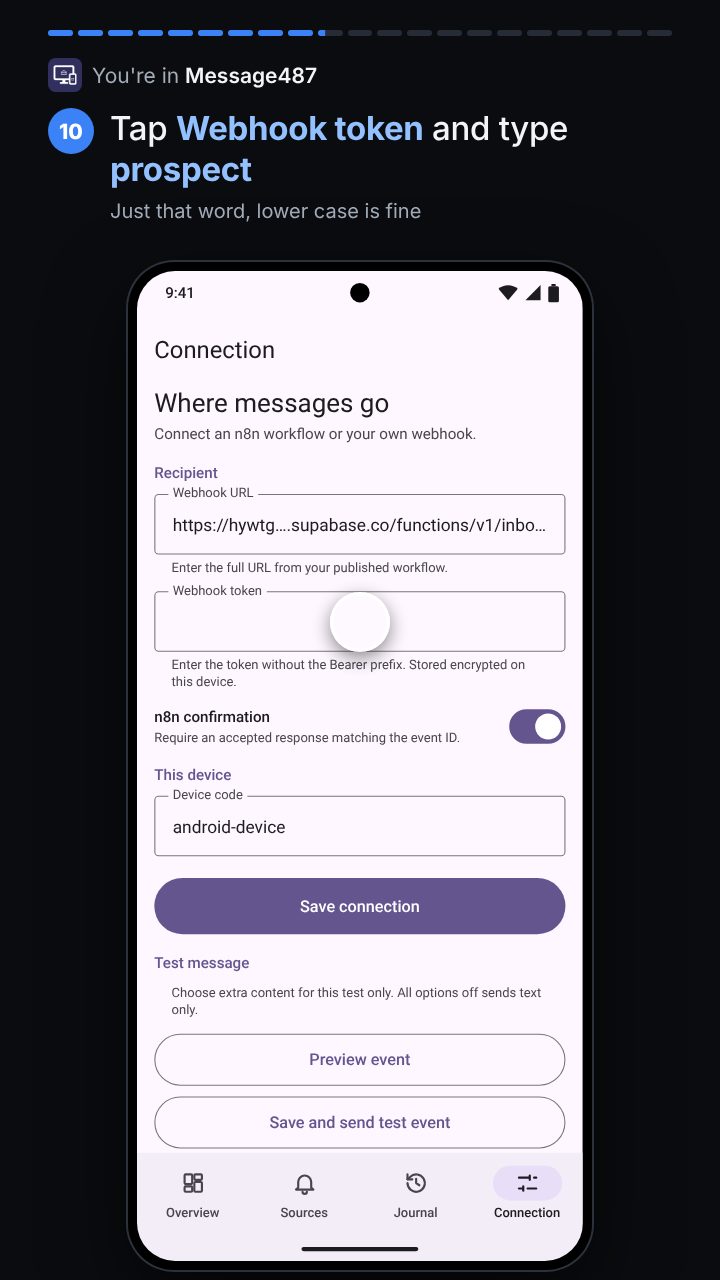 You're in Message487
10
Tap Webhook token and type
prospect
Just that word, lower case is fine
9:41
Connection
Where messages go
Connect an n8n workflow or your own webhook.
Recipient
Webhook URL
https://hywtg....supabase.co/functions/v1/inbo...
Enter the full URL from your published workflow.
Webhook token
Enter the token without the Bearer prefix. Stored encrypted on
this device.
n8n confirmation
Require an accepted response matching the event ID.
This device
Device code
android-device
Save connection
Test message
Choose extra content for this test only. All options off sends text
only.
Preview event
Save and send test event
Overview
Sources
Journal
Connection